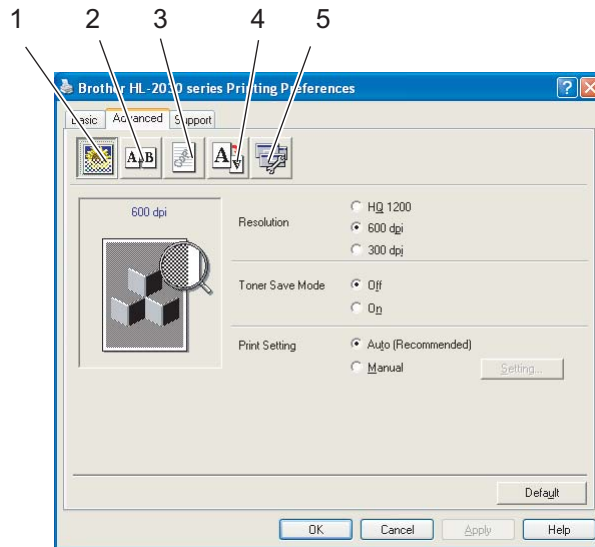 1 2 3 4 5
Brother HL-2030 series Printing Preferences
Basic Advanced Support
A B A
600 dpi
Resolution
HQ 1200
600 dpi
300 dpi
Toner Save Mode
Off
On
Print Setting
Auto (Recommended)
Manual
Setting...
Default
OK Cancel Apply Help